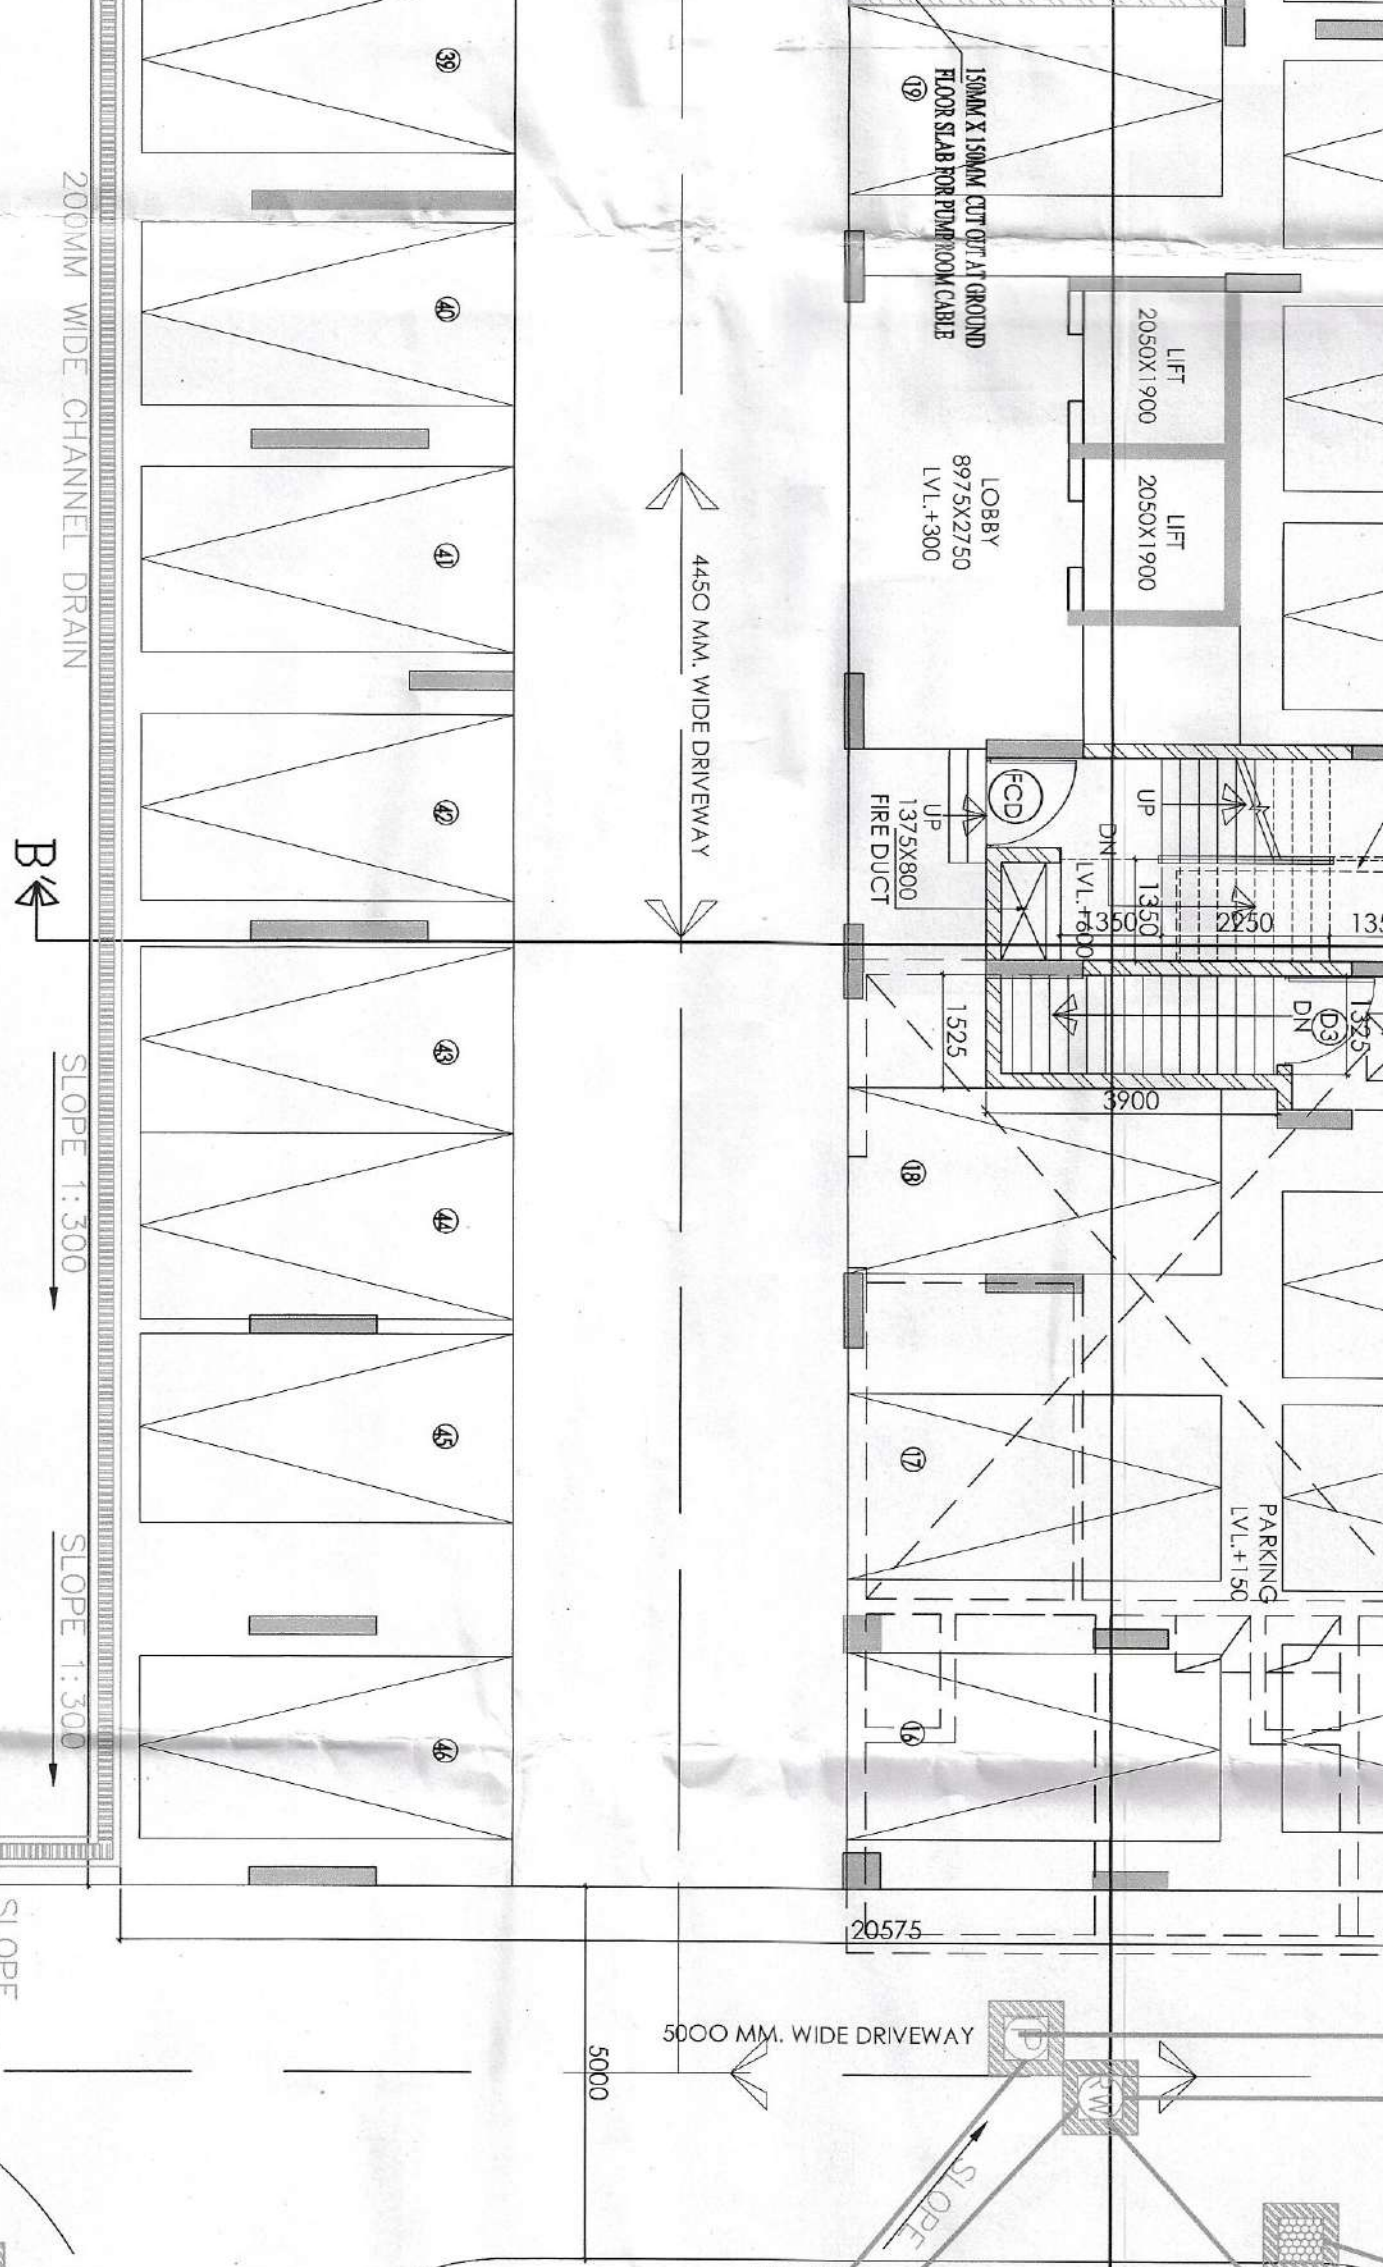 39
150MM X 150MM CUT OUT AT GROUND
FLOOR SLAB FOR PUMP ROOM CABLE
19
200MM WIDE CHANNEL DRAIN
40
LIFT
2050X1900
LIFT
2050X1900
LOBBY
8975X2750
LVL.+300
41
4450 MM. WIDE DRIVEWAY
42
B'
FCD
UP
1375X800
FIRE DUCT
UP
DN
1350
1350
2250
1525
DN
D3
1325
43
SLOPE 1:300
3900
18
44
45
17
PARKING
LVL.+150
SLOPE 1:300
46
16
20575
SLOPE
5000 MM. WIDE DRIVEWAY
5000
RW
SLOPE